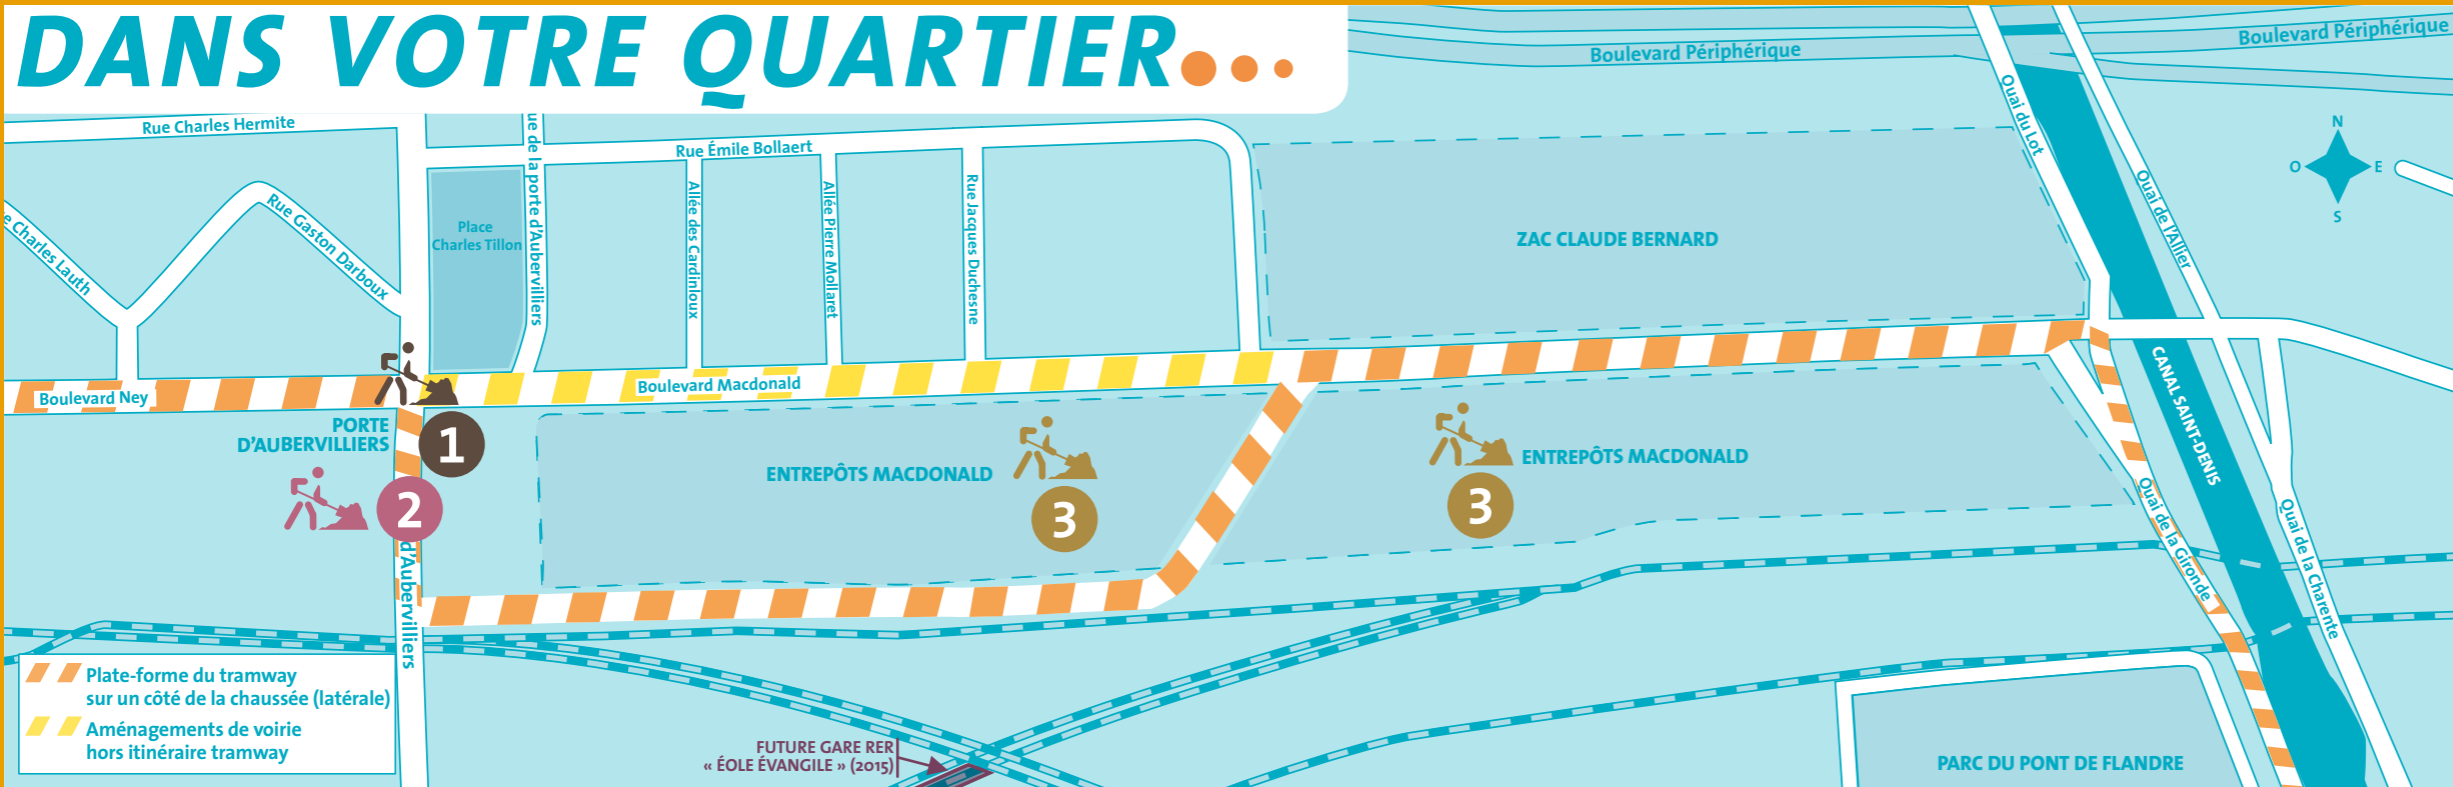 DANS VOTRE QUARTIER...
Boulevard Périphérique
Boulevard Périphérique
Rue Charles Hermite
ue de la porte d'Aubervilliers
Rue Émile Bollaert
Quai du Lot
N
O
E
S
e Charles Lauth
Rue Gaston Darboux
Place
Charles Tillon
Allée des Cardinloux
Allée Pierre Mollaret
Rue Jacques Duchesne
ZAC CLAUDE BERNARD
Quai de l'Allier
Boulevard Ney
Boulevard Macdonald
CANAL SAINT-DENIS
PORTE
D'AUBERVILLIERS
1
2
ENTREPÔTS MACDONALD
3
3
ENTREPÔTS MACDONALD
Quai de la Gironde
Quai de la Charente
d'Aubervilliers
Plate-forme du tramway
sur un côté de la chaussée (latérale)
Aménagements de voirie
hors itinéraire tramway
FUTURE GARE RER
« ÉOLE ÉVANGILE » (2015)
PARC DU PONT DE FLANDRE